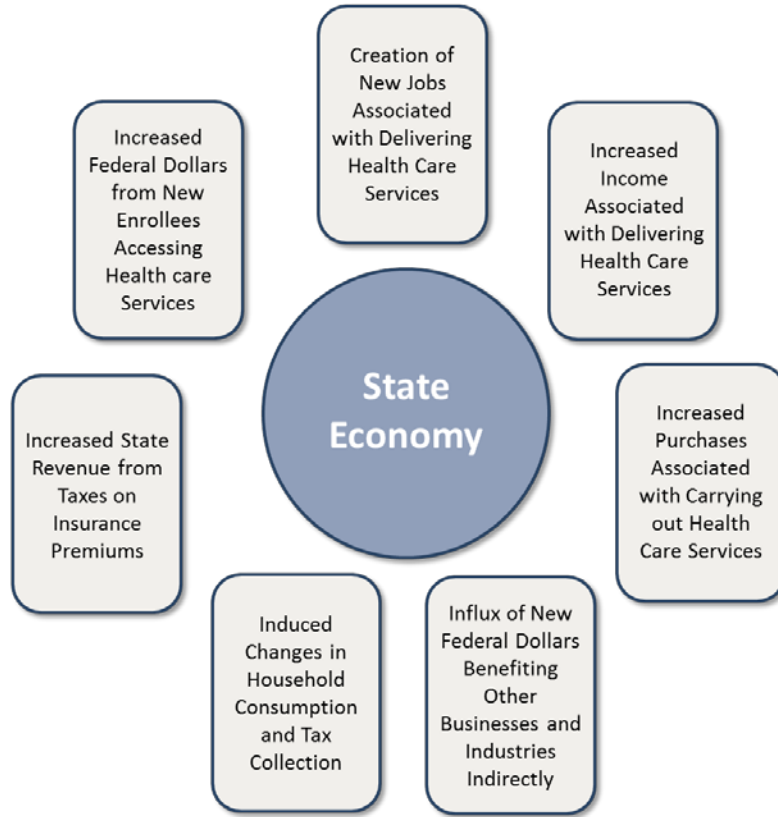 Creation of
New Jobs
Associated
with Delivering
Health Care
Services
Increased
Income
Associated
with Delivering
Health Care
Services
Increased
Purchases
Associated
with Carrying
out Health
Care Services
Influx of New
Federal Dollars
Benefiting
Other
Businesses and
Industries
Indirectly
Induced
Changes in
Household
Consumption
and Tax
Collection
Increased State
Revenue from
Taxes on
Insurance
Premiums
Increased
Federal Dollars
from New
Enrollees
Accessing
Health care
Services
State
Economy